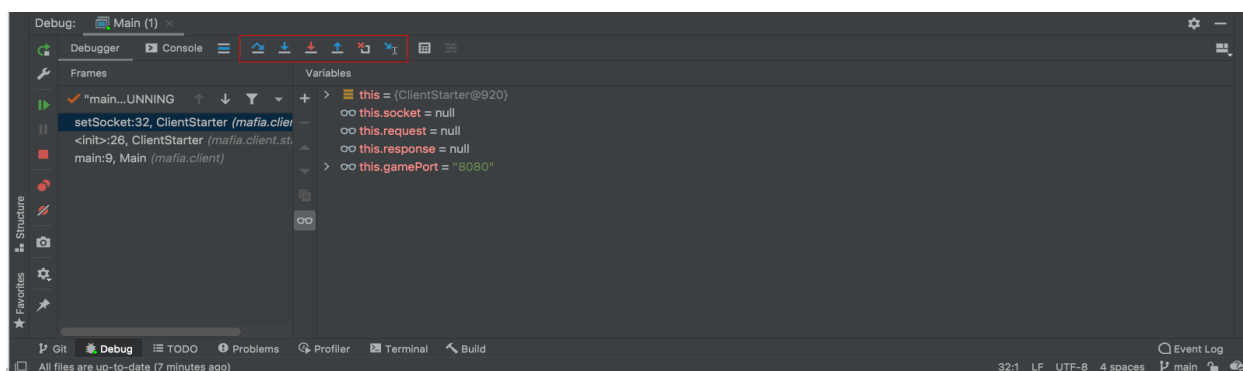 Debug: Main (1)
Debugger Console
Frames
Variables
"main...UNNING
setSocket:32, ClientStarter (mafia.clier
<init>:26, ClientStarter (mafia.client.st
main:9, Main (mafia.client)
this = {ClientStarter@920}
this.socket = null
this.request = null
this.response = null
this.gamePort = "8080"
Structure
Favorites
Git Debug TODO Problems Profiler Terminal Build Event Log
All files are up-to-date (7 minutes ago) 32:1 LF UTF-8 4 spaces main